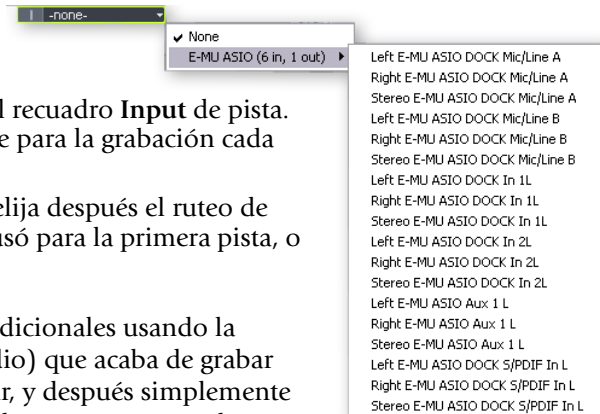 -none-
None
E-MU ASIO (6 in, 1 out)
Left E-MU ASIO DOCK Mic/Line A
Right E-MU ASIO DOCK Mic/Line A
Stereo E-MU ASIO DOCK Mic/Line A
Left E-MU ASIO DOCK Mic/Line B
Right E-MU ASIO DOCK Mic/Line B
Stereo E-MU ASIO DOCK Mic/Line B
Left E-MU ASIO DOCK In 1L
Right E-MU ASIO DOCK In 1L
Stereo E-MU ASIO DOCK In 1L
Left E-MU ASIO DOCK In 2L
Right E-MU ASIO DOCK In 2L
Stereo E-MU ASIO DOCK In 2L
Left E-MU ASIO Aux 1 L
Right E-MU ASIO Aux 1 L
Stereo E-MU ASIO Aux 1 L
Left E-MU ASIO DOCK S/PDIF In L
Right E-MU ASIO DOCK S/PDIF In L
Stereo E-MU ASIO DOCK S/PDIF In L
l recuadro Input de pista.
e para la grabación cada
elija después el ruteo de
usó para la primera pista, o
dicionales usando la
lio) que acaba de grabar
r, y después simplemente